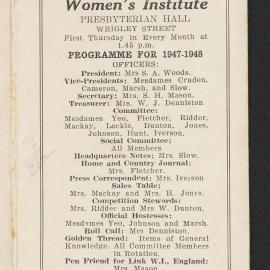 Women's Institute
PRESBYTERIAN HALL
WRIGLEY STREET
First Thursday in Every Month at
1.45 p.m.
PROGRAMME FOR 1947-1948
OFFICERS:
President: Mrs S. A. Woods.
Vice-Presidents: Mesdames Cruden,
Cameron, Marsh, and Slow.
Secretary: Mrs. S. H. Mason.
Treasurer: Mrs. W. J. Denniston
Committee:
Mesdames Yeo, Fletcher, Ridder,
Mackay, Lockie, Dunton, Jones,
Johnson, Hunt, Iverson.
Social Committee:
All Members
Headquarters Notes: Mrs. Slow.
Home and Country Journal:
Mrs. Fletcher.
Press Correspondent: Mrs. Iverson
Sales Table:
Mrs. Mackay and Mrs. H. Jones.
Competition Stewards:
Mrs. Ridder and Mrs. W. Dunton.
Official Hostesses:
Mesdames Yeo, Johnson and Marsh.
Roll Call: Mrs Denniston.
Golden Thread: Items of General
Knowledge. All Committee Members
in Rotation.
Pen Friend for Link W.I., England:
Mrs. Mason